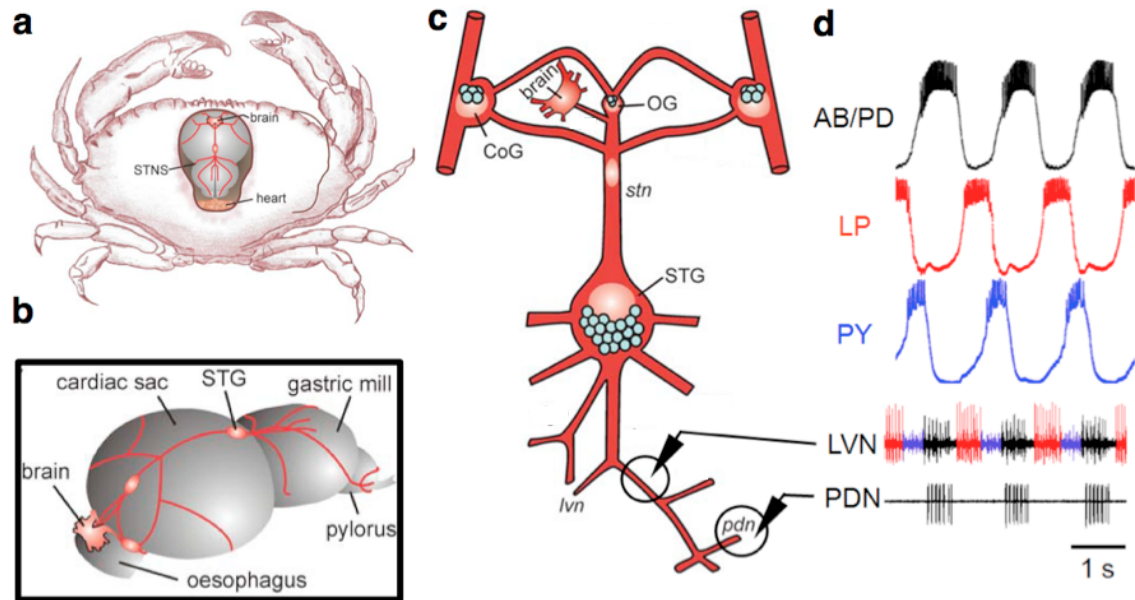 a
brain
STNS
heart
b
cardiac sac
STG
gastric mill
brain
pylorus
oesophagus
c
brain
OG
CoG
stn
STG
lvn
pdn
d
AB/PD
LP
PY
LVN
PDN
1 s